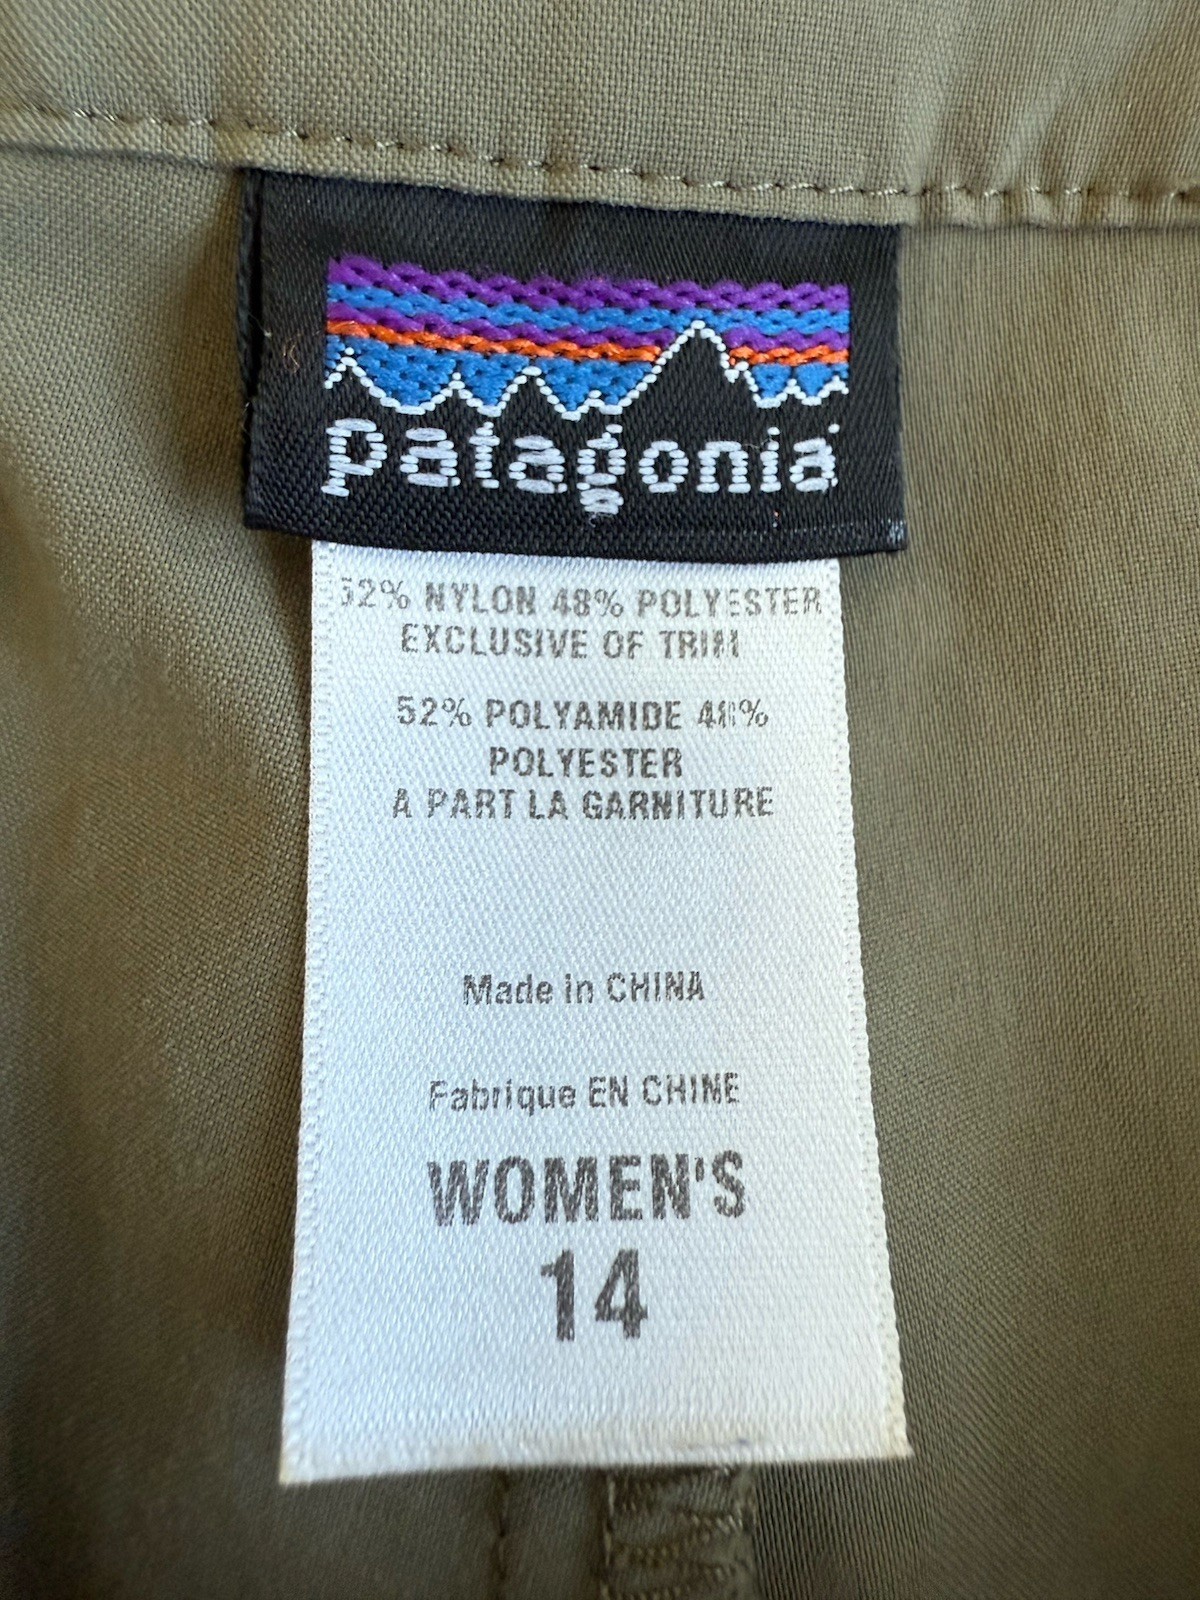 patagonia
52% NYLON 48% POLYESTER
EXCLUSIVE OF TRIM
52% POLYAMIDE 48%
POLYESTER
A PART LA GARNITURE
Made in CHINA
Fabrique EN CHINE
WOMEN'S
14